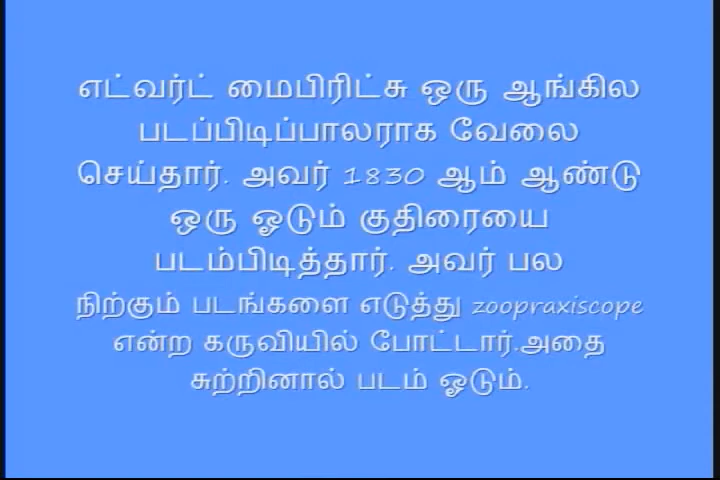 எட்வர்ட் மைபிரிட்சு ஒரு ஆங்கில
படப்பிடிப்பாலராக வேலை
செய்தார். அவர் 1830 ஆம் ஆண்டு
ஒரு ஓடும் குதிரையை
படம்பிடித்தார். அவர் பல
நிற்கும் படங்களை எடுத்து zoopraxiscope
என்ற கருவியில் போட்டார்.அதை
சுற்றினால் படம் ஓடும்.